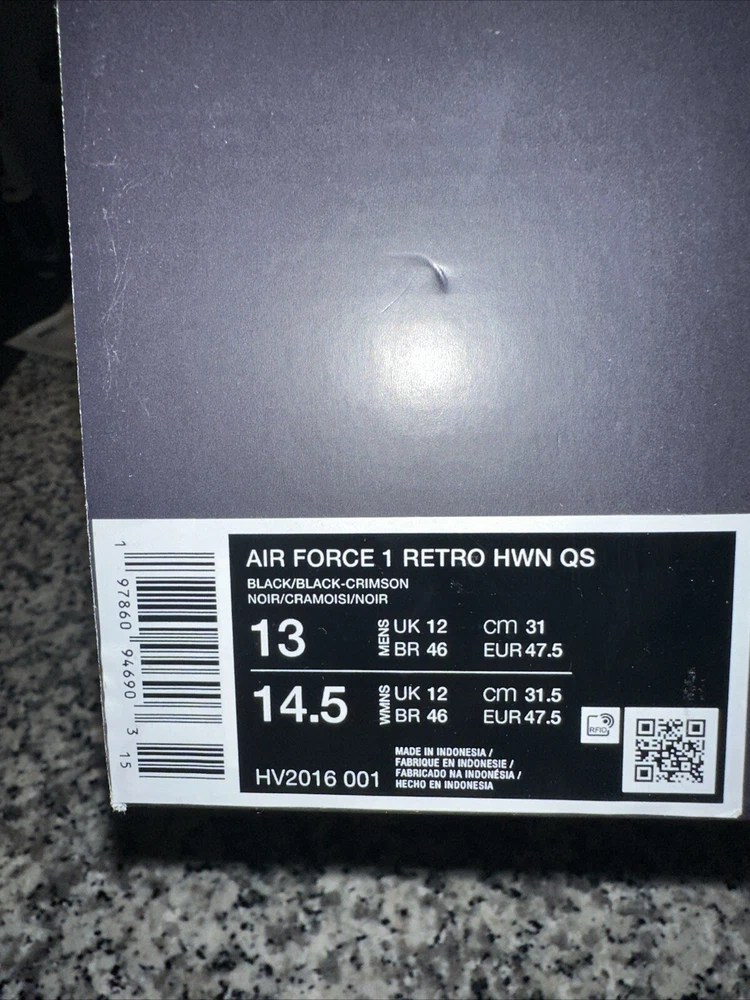 AIR FORCE 1 RETRO HWN QS
BLACK/BLACK-CRIMSON
NOIR/CRAMOISI/NOIR
13 MENS UK 12 cm 31
BR 46 EUR 47.5
14.5 WMNS UK 12 cm 31.5
BR 46 EUR 47.5
RFID
HV2016 001
MADE IN INDONESIA /
FABRIQUE EN INDONESIE /
FABRICADO NA INDONÉSIA /
HECHO EN INDONESIA
1 97860 94690 3 15